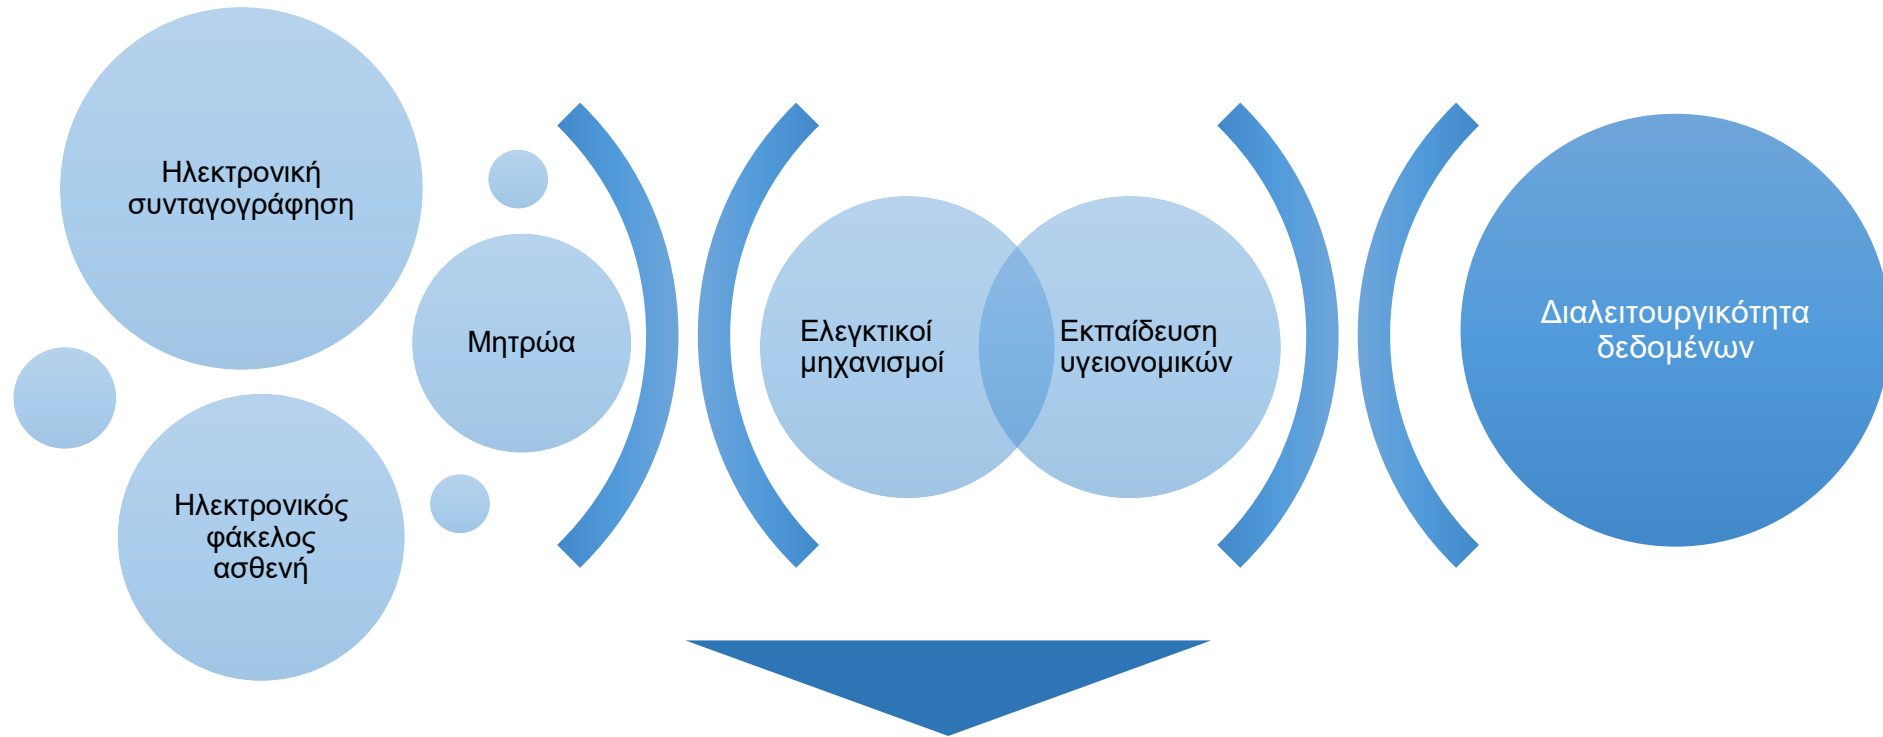 Ηλεκτρονική
συνταγογράφηση
Μητρώα
Ηλεκτρονικός
φάκελος
ασθενή
Ελεγκτικοί
μηχανισμοί
Εκπαίδευση
υγειονομικών
Διαλειτουργικότητα
δεδομένων